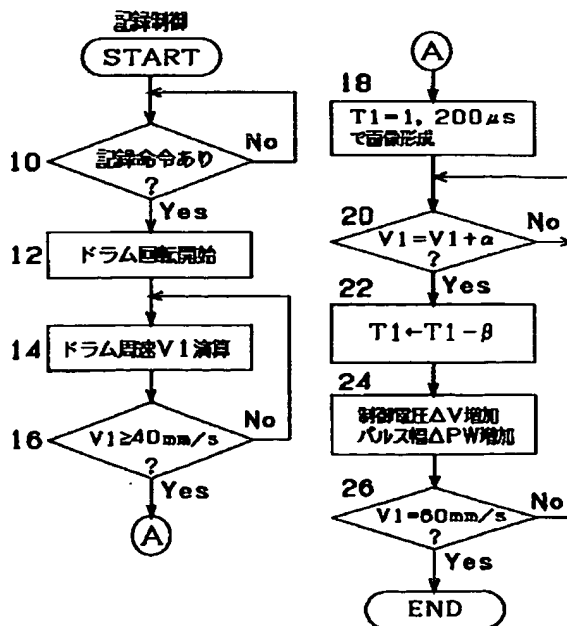 記録制御
START
10
記録命令あり
?
No
Yes
12
ドラム回転開始
14
ドラム周速V1演算
16
V1≥40mm/s
?
No
Yes
A
A
18
T1=1, 200μs
で画像形成
20
V1=V1+α
?
No
Yes
22
T1←T1-β
24
制御電圧ΔV増加
パルス幅ΔPW増加
26
V1=60mm/s
?
No
Yes
END